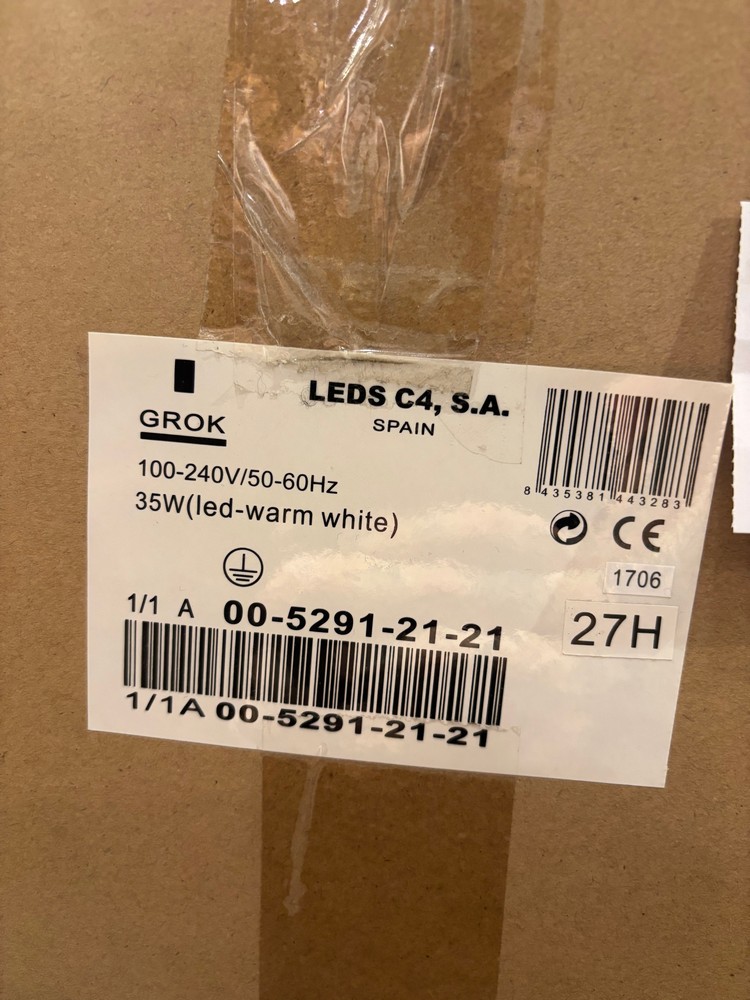 GROK
LEDS C4, S.A.
SPAIN
100-240V/50-60Hz
35W(led-warm white)
8 435381 443283
CE
1706
27H
1/1 A 00-5291-21-21
1/1A 00-5291-21-21